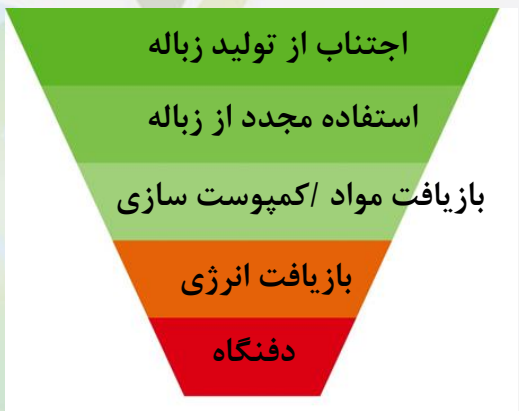 اجتناب از تولید زباله
استفاده مجدد از زباله
بازیافت مواد /کمپوست سازی
بازیافت انرژی
دفنگاه